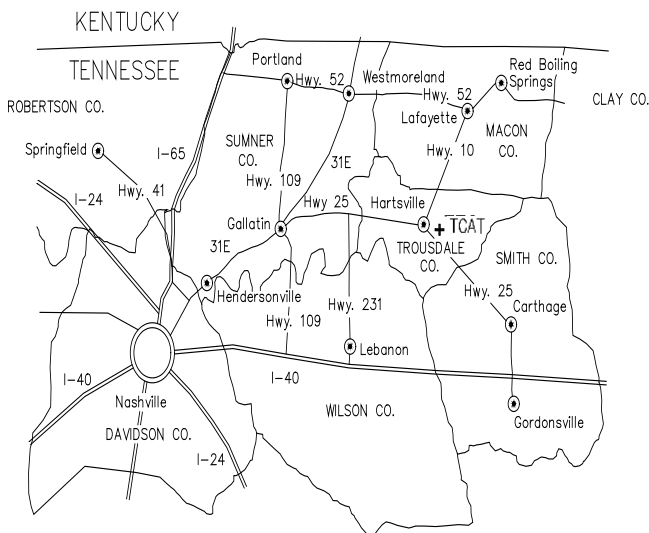 KENTUCKY
TENNESSEE
Portland
Hwy. 52
Westmoreland
Red Boiling
Springs
Hwy. 52
CLAY CO.
ROBERTSON CO.
Lafayette
MACON
CO.
Springfield
I-65
SUMNER
CO.
Hwy. 10
31E
Hwy. 109
Hwy. 41
I-24
Hwy 25
Hartsville
Gallatin
TCAT
31E
TROUSDALE
CO.
SMITH CO.
Hwy. 25
Hendersonville
Hwy. 231
Carthage
Hwy. 109
Lebanon
I-40
I-40
Nashville
WILSON CO.
Gordonsville
DAVIDSON CO.
I-24